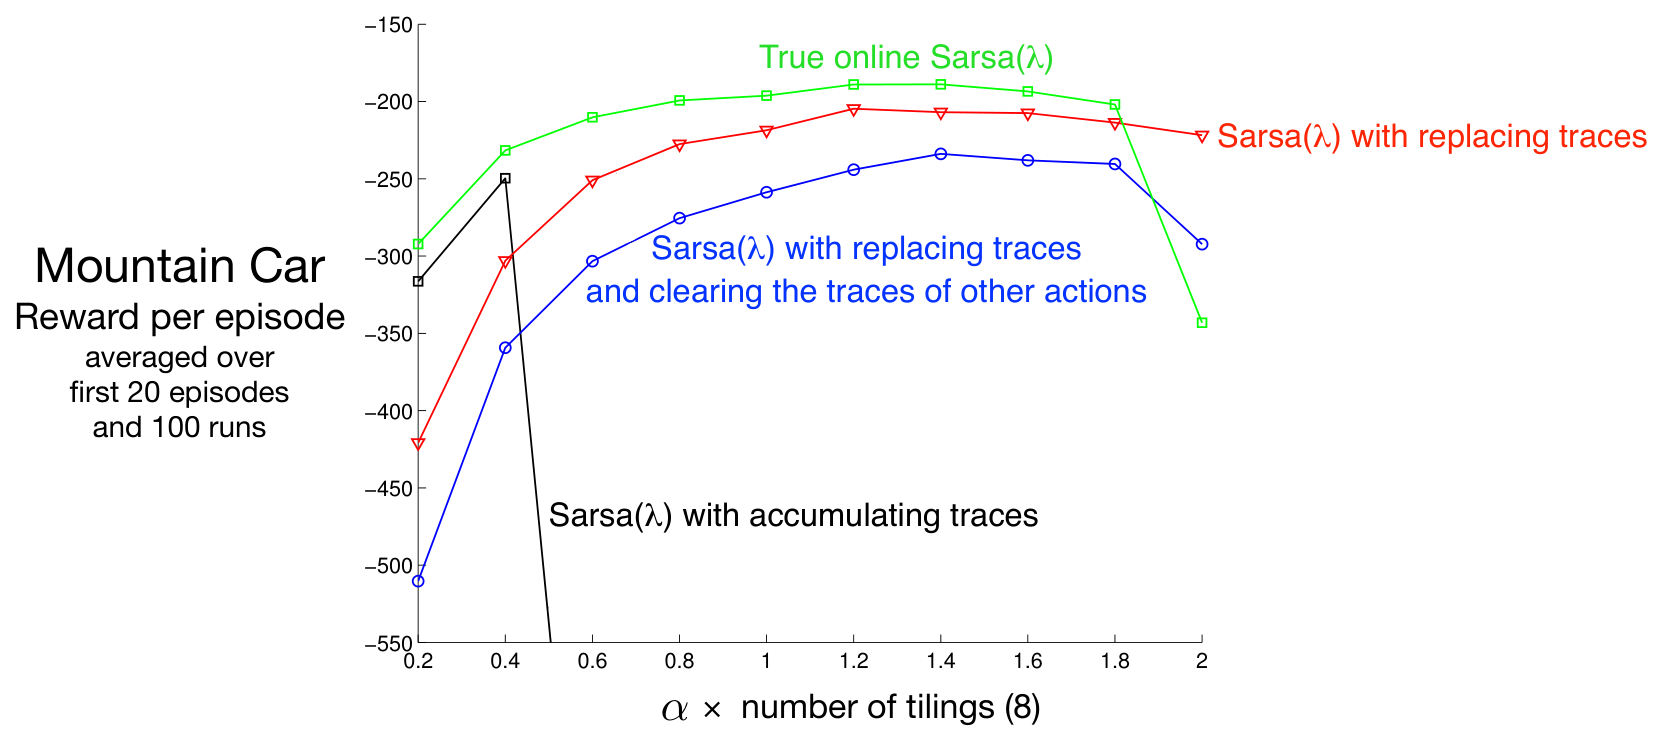 −150
True online Sarsa(λ)
−200
Sarsa(λ) with replacing traces
−250
Sarsa(λ) with replacing traces
and clearing the traces of other actions
−300
Mountain Car
Reward per episode
averaged over
first 20 episodes
and 100 runs
−350
−400
−450
Sarsa(λ) with accumulating traces
−500
−550
0.2 0.4 0.6 0.8 1 1.2 1.4 1.6 1.8 2
α × number of tilings (8)